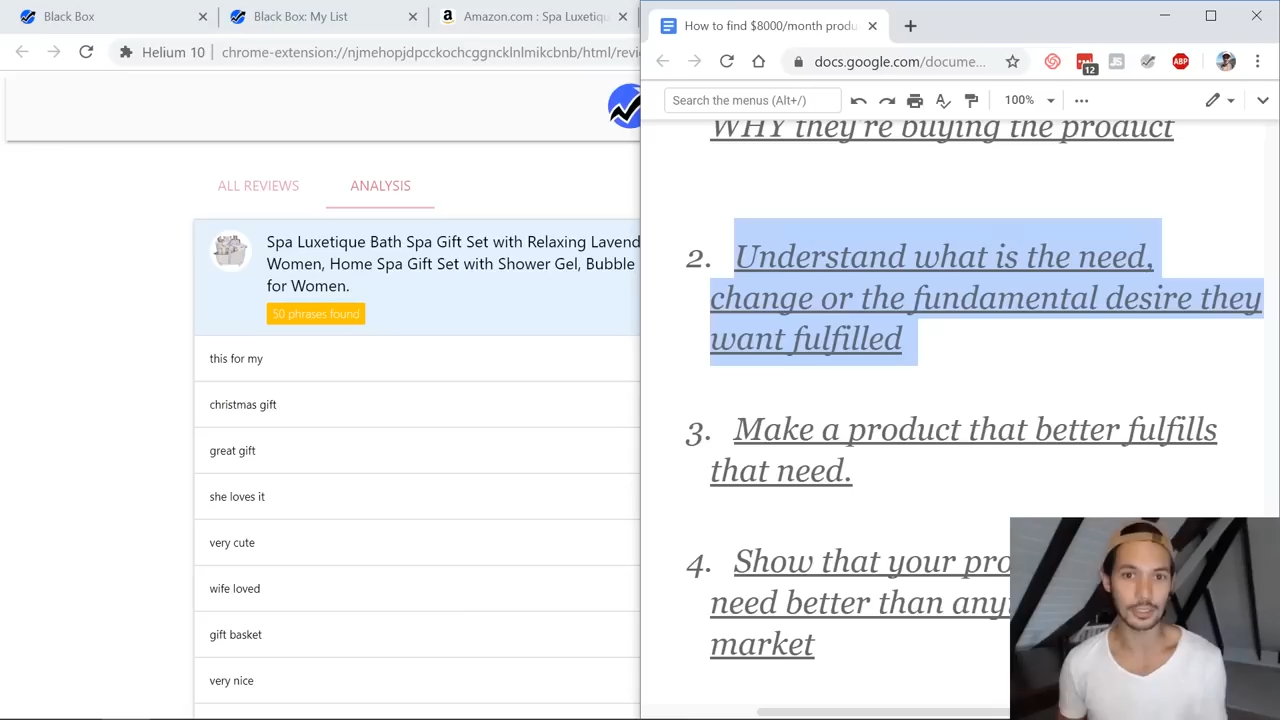 Black Box
Black Box: My List
Amazon.com : Spa Luxetiqu
Helium 10
chrome-extension://njmehopjdpcckochcggncklnlmikcbnb/html/revi
ALL REVIEWS
ANALYSIS
Spa Luxetique Bath Spa Gift Set with Relaxing Lavend
Women, Home Spa Gift Set with Shower Gel, Bubble
for Women.
50 phrases found
this for my
christmas gift
great gift
she loves it
very cute
wife loved
gift basket
very nice
How to find $8000/month produ
docs.google.com/docume...
12
JS
ABP
Search the menus (Alt+/)
100%
WHY they're buying the product
2. Understand what is the need,
change or the fundamental desire they
want fulfilled
3. Make a product that better fulfills
that need.
4. Show that your pro
need better than any
market